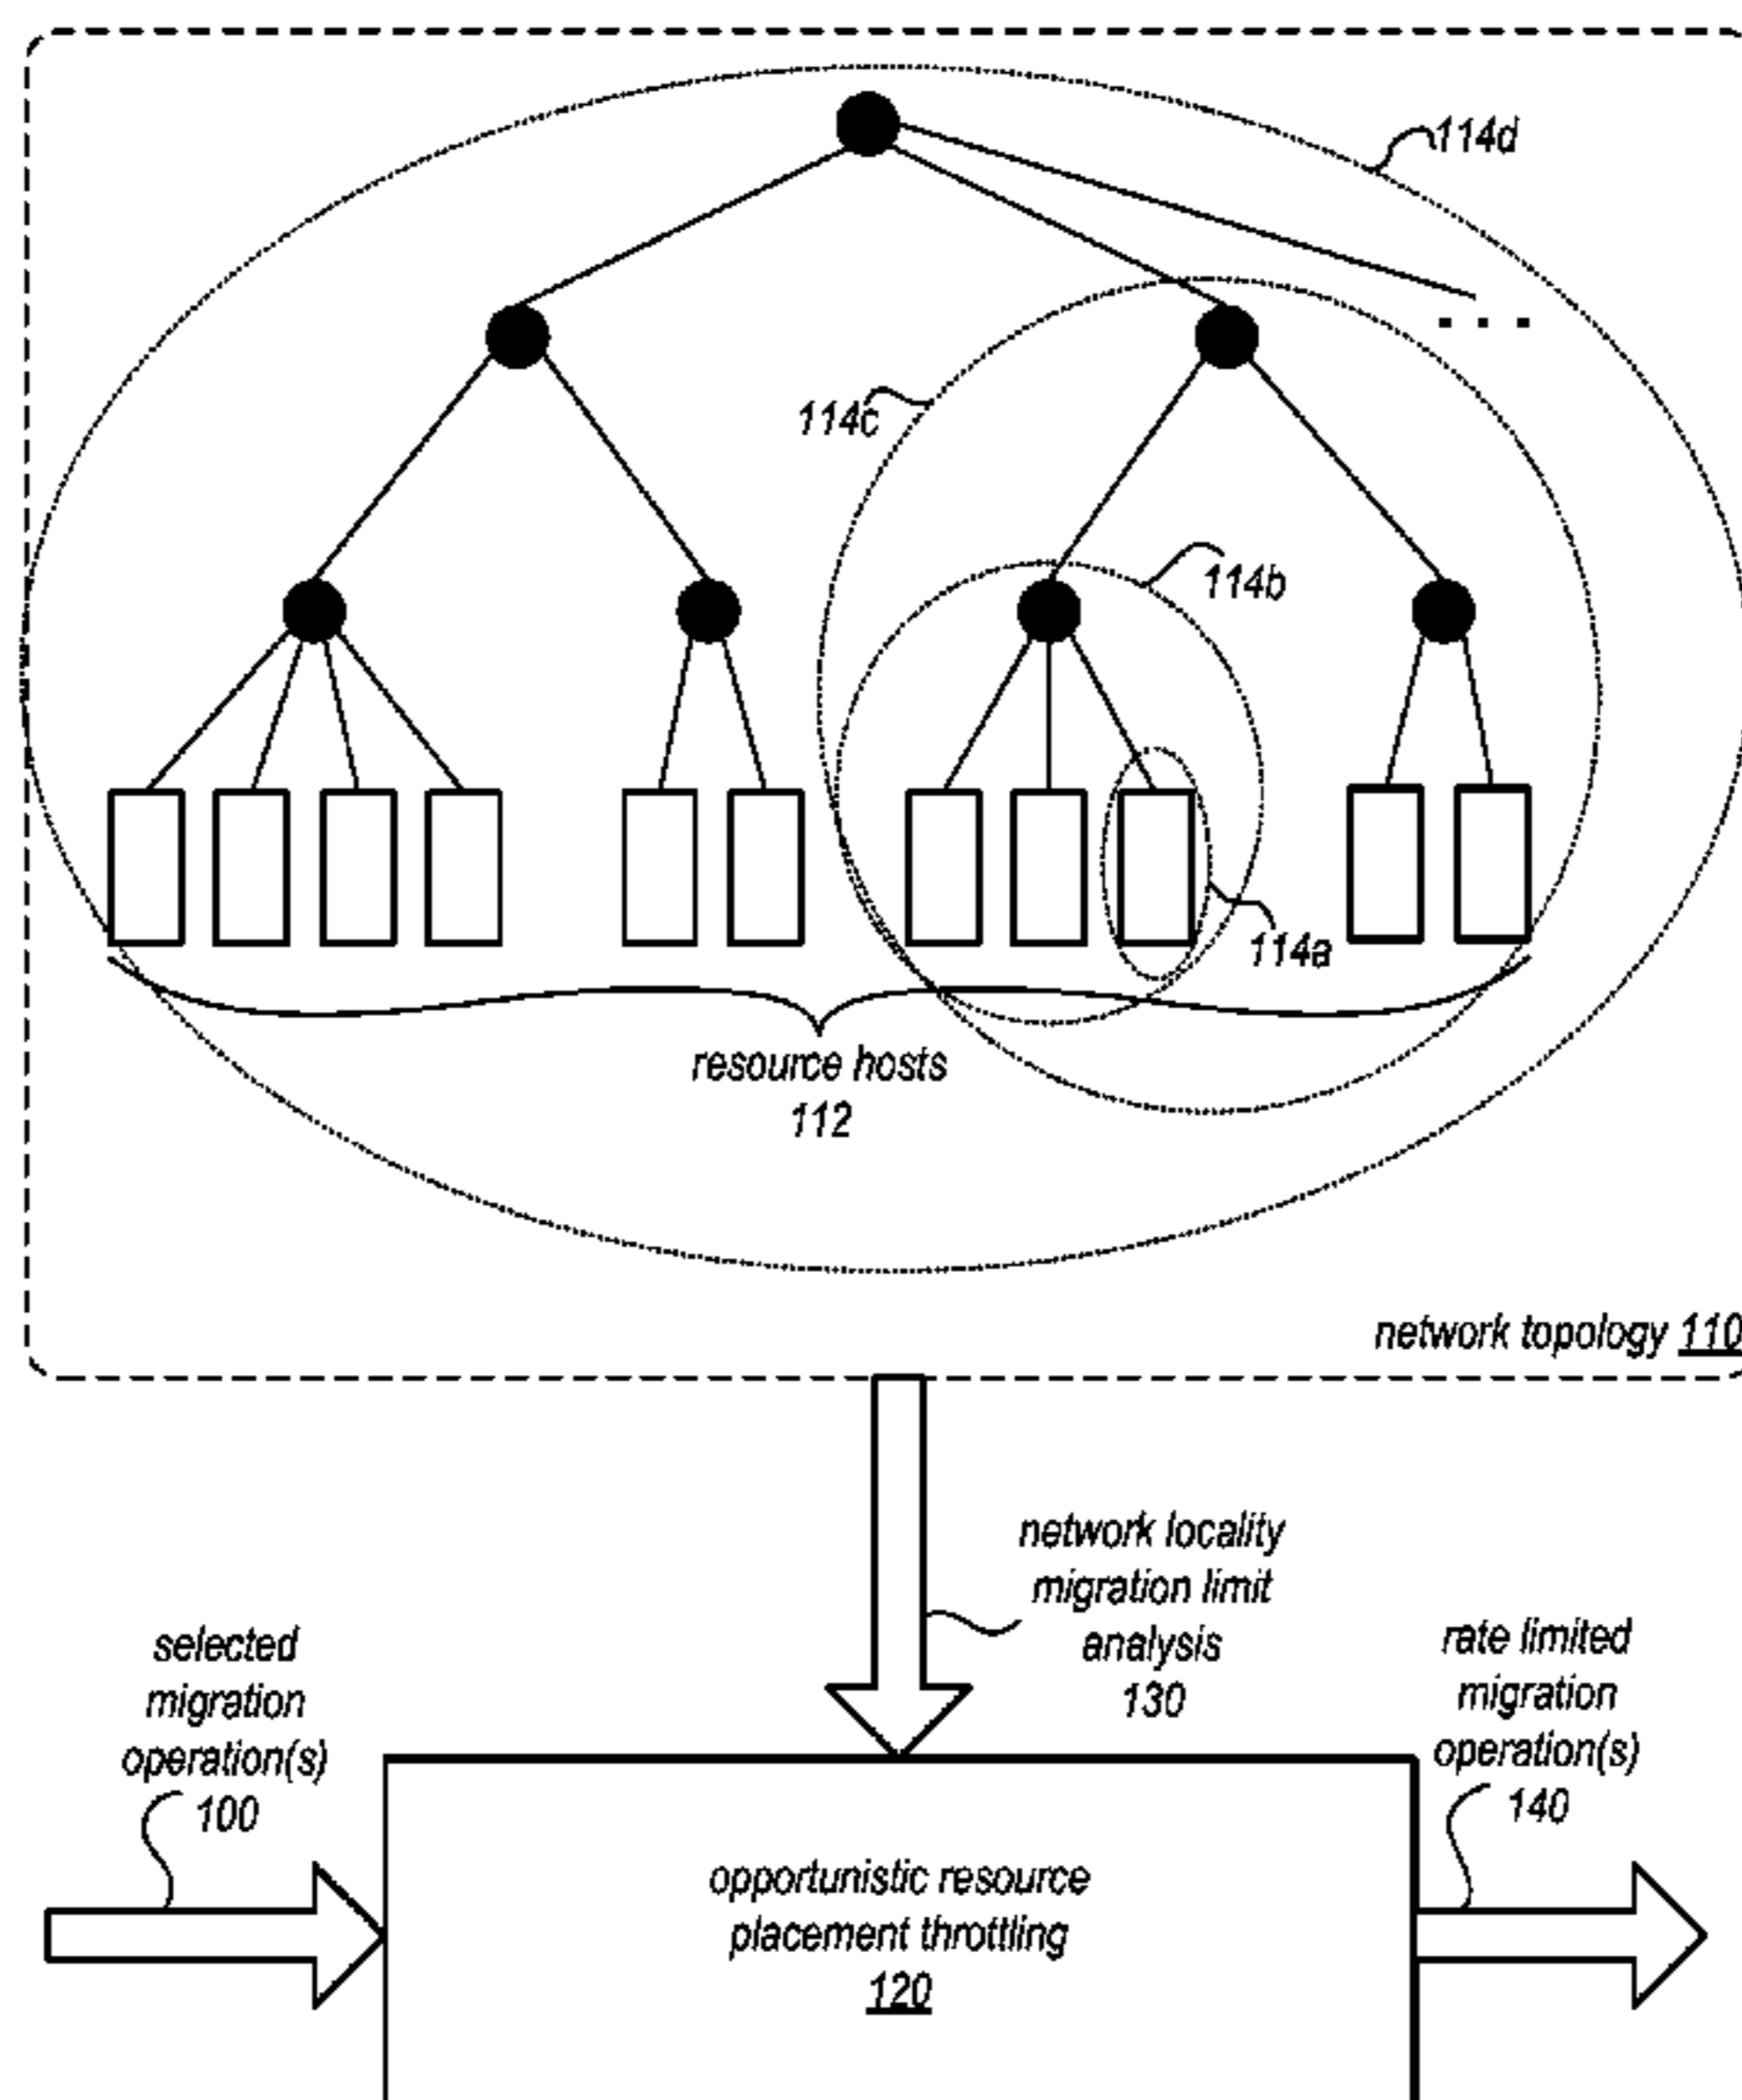 114d
. . .
114c
114b
114a
resource hosts
112
network topology 110
network locality
migration limit
analysis
130
selected
migration
operation(s)
100
rate limited
migration
operation(s)
140
opportunistic resource
placement throttling
120